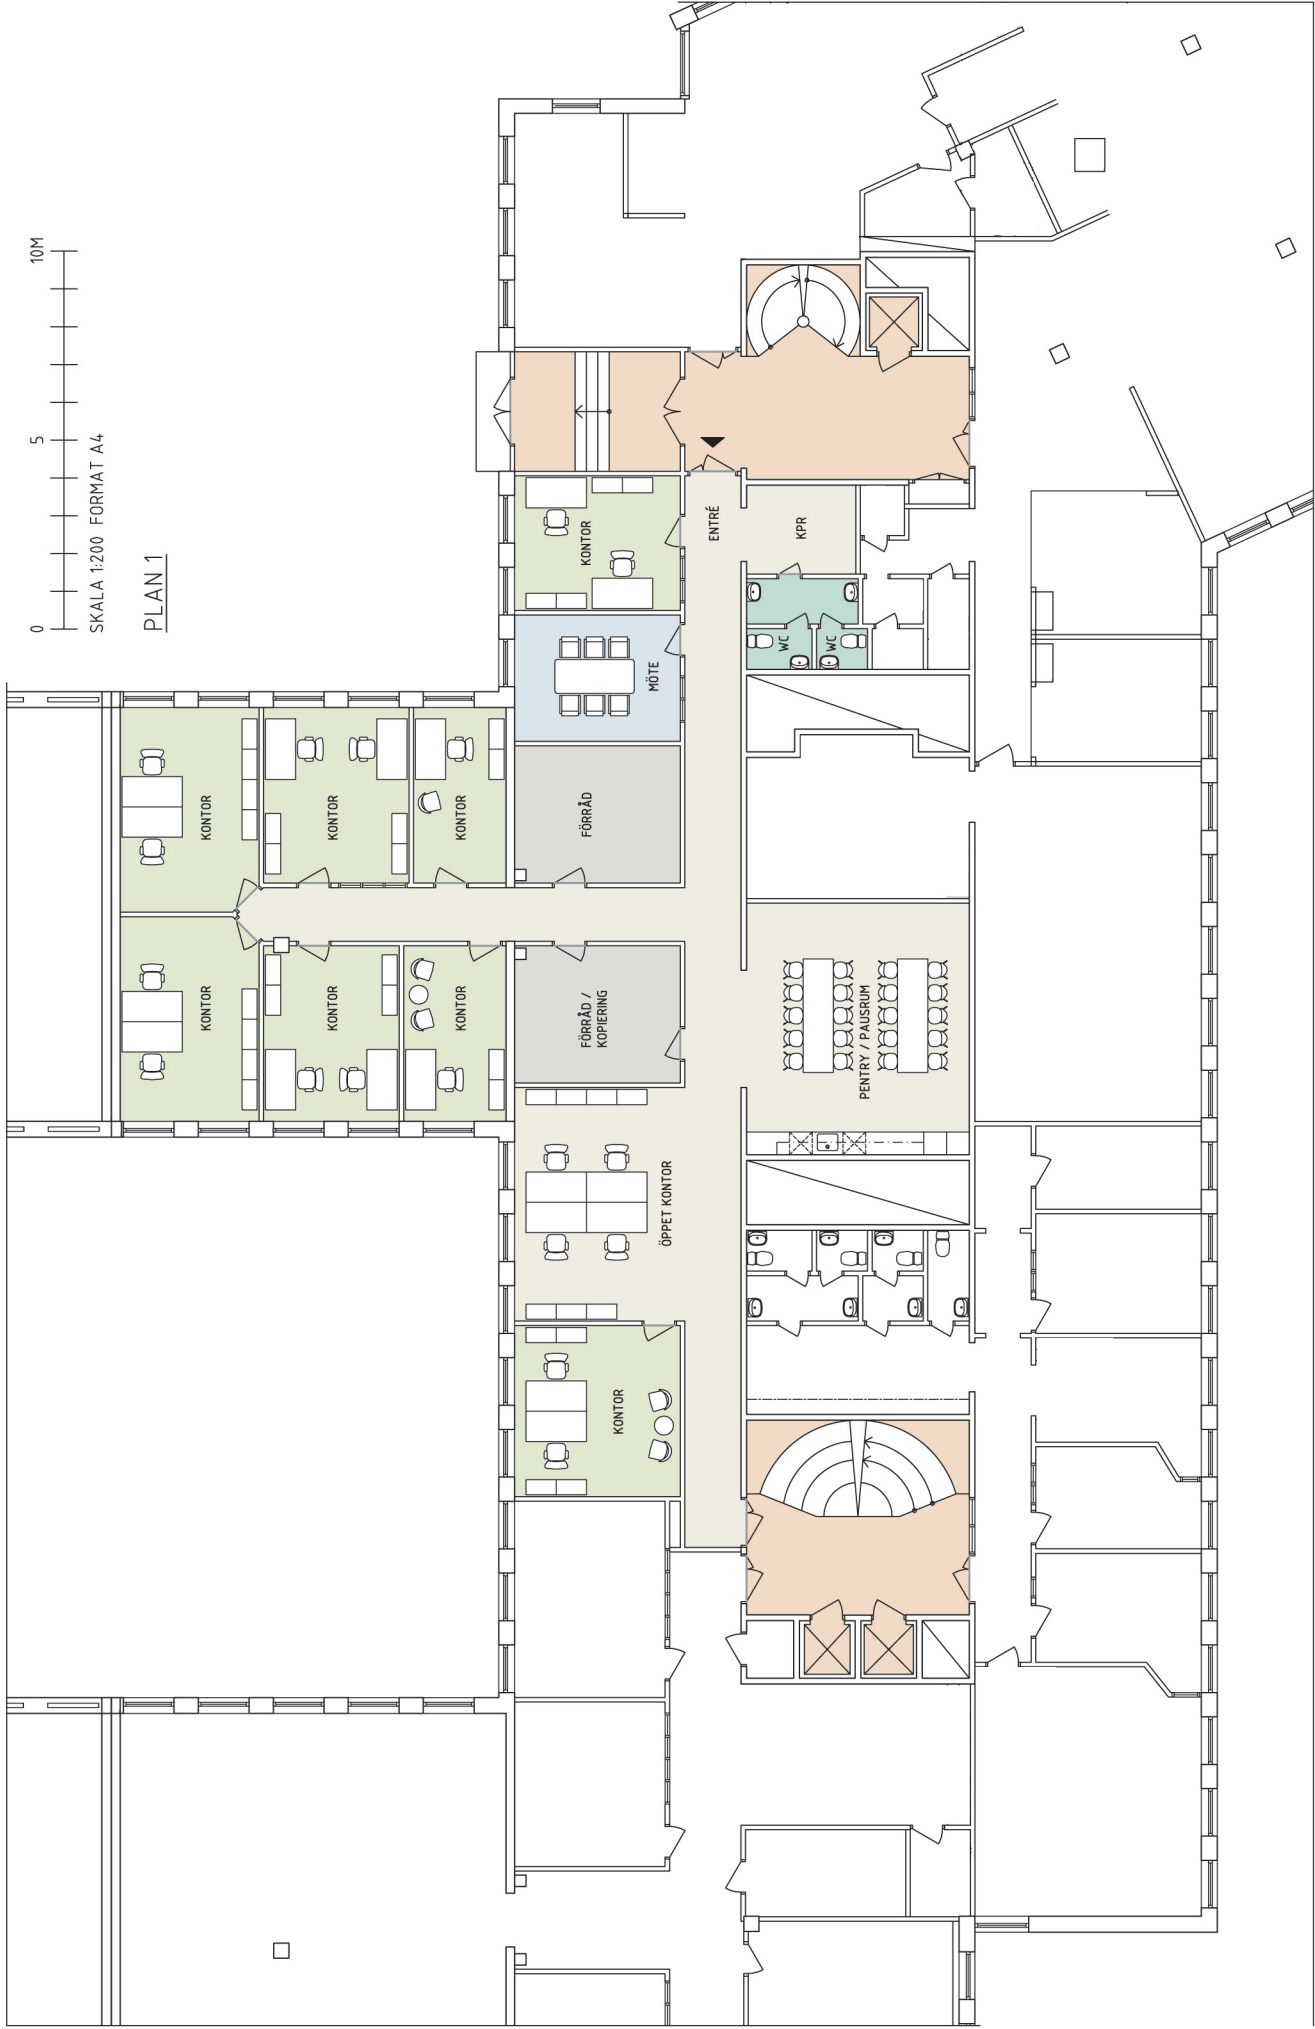 0 5 10M
SKALA 1:200 FORMAT A4
PLAN 1
KONTOR
KONTOR
KONTOR
KONTOR
KONTOR
KONTOR
KONTOR
MÖTE
FÖRRÅD
FÖRRÅD /
KOPIERING
ÖPPET KONTOR
KONTOR
ENTRÉ
KPR
WC
WC
PENTRY / PAUSRUM